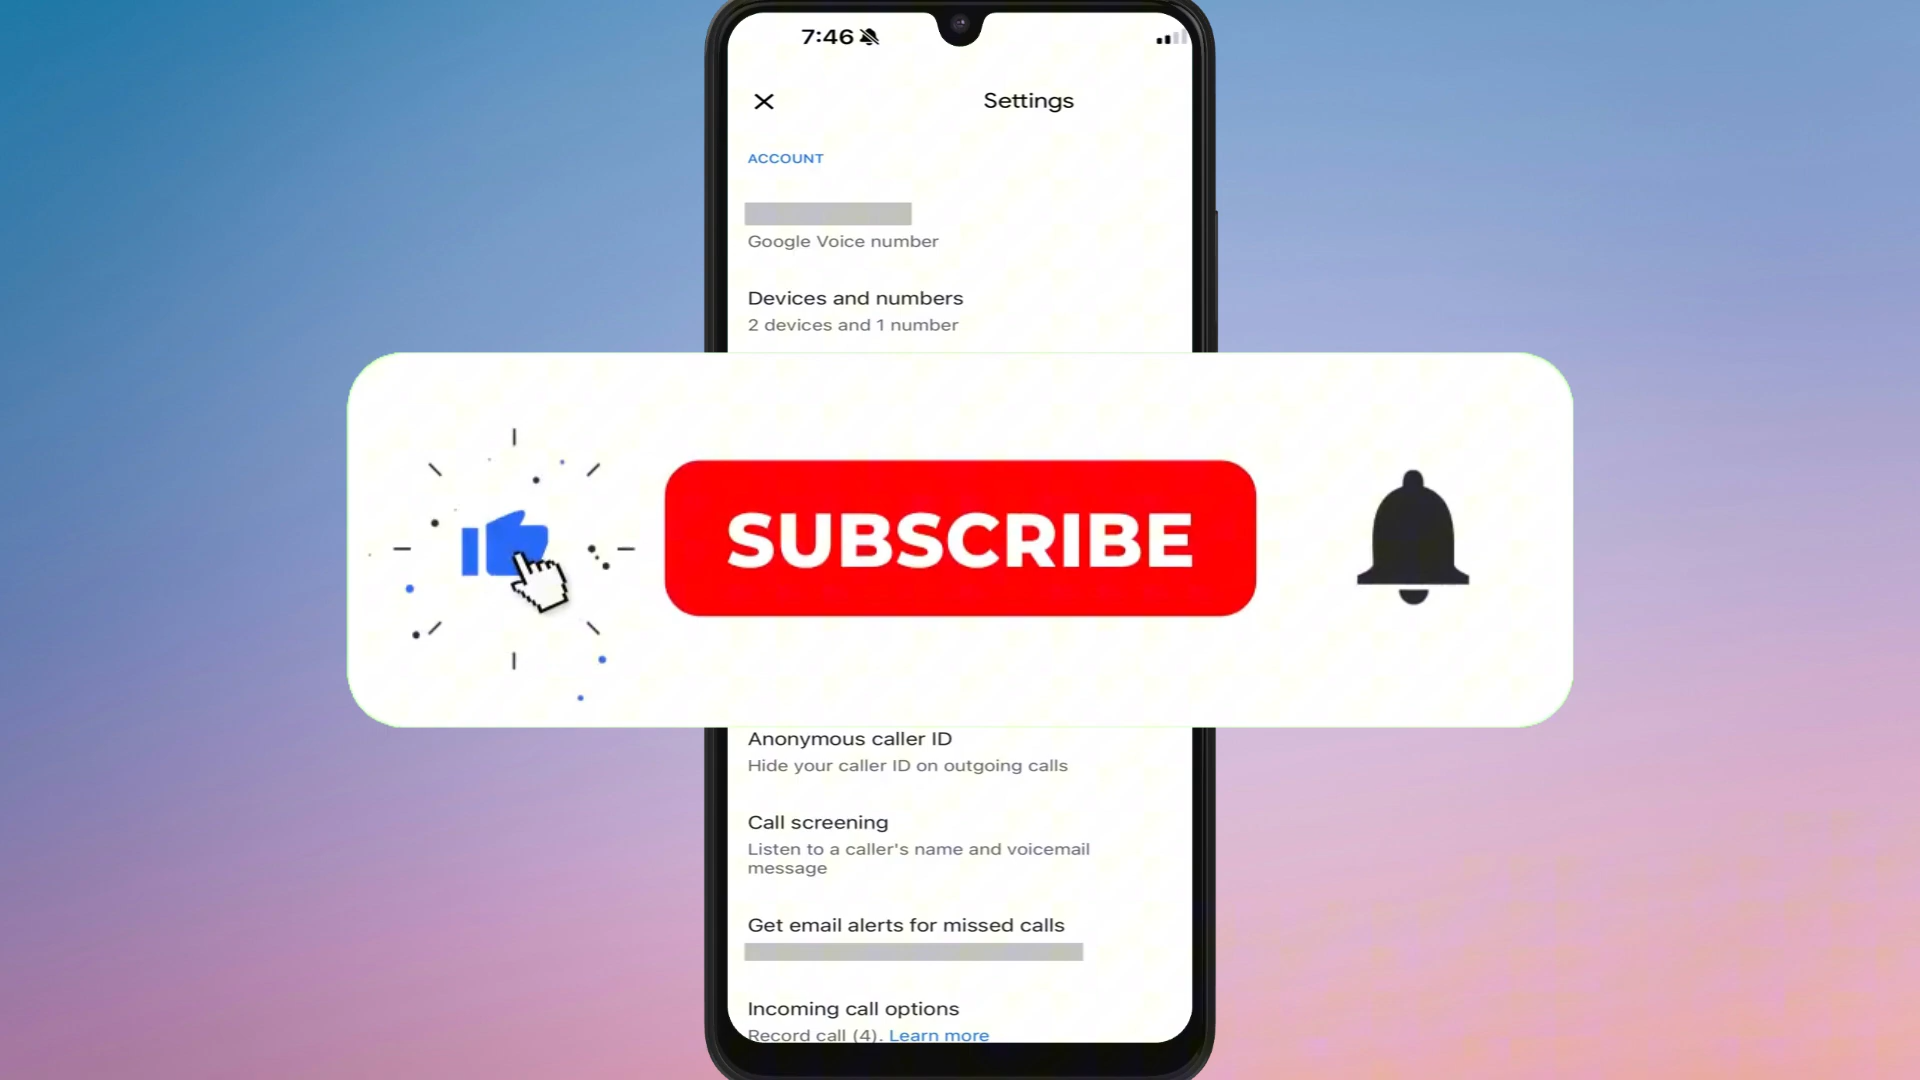 7:46
Settings
ACCOUNT
Google Voice number
Devices and numbers
2 devices and 1 number
SUBSCRIBE
Anonymous caller ID
Hide your caller ID on outgoing calls
Call screening
Listen to a caller's name and voicemail
message
Get email alerts for missed calls
Incoming call options
Record call (4). Learn more